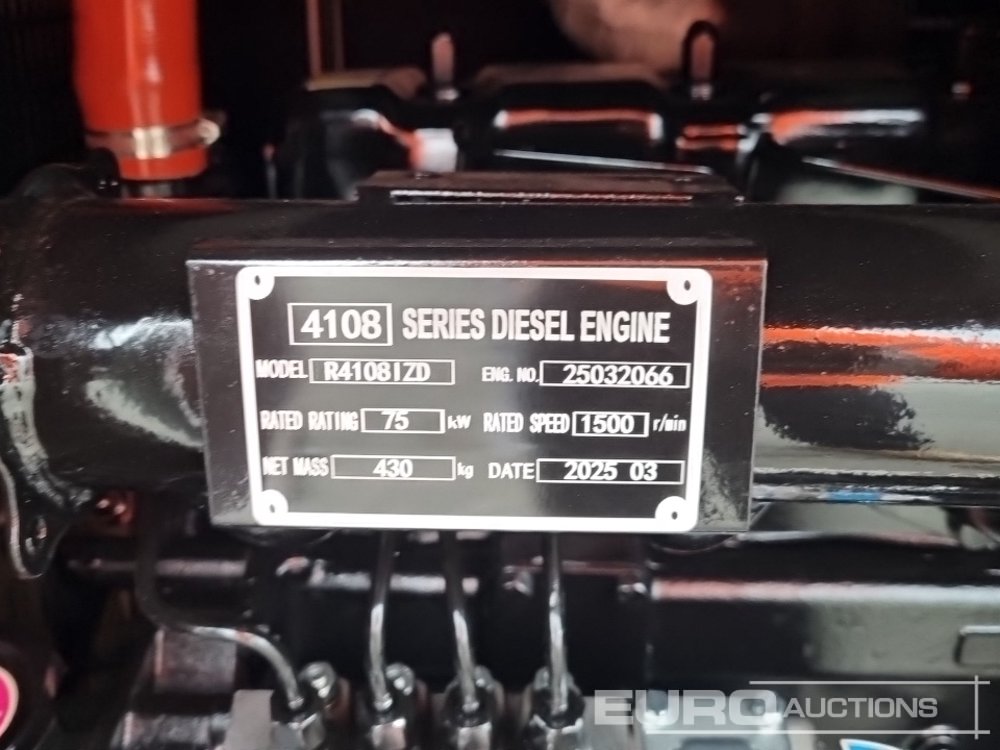 4108 SERIES DIESEL ENGINE
MODEL R4108IZD ENG. NO. 25032066
RATED RATING 75 kW RATED SPEED 1500 r/min
NET MASS 430 kg DATE 2025 03
EURO AUCTIONS